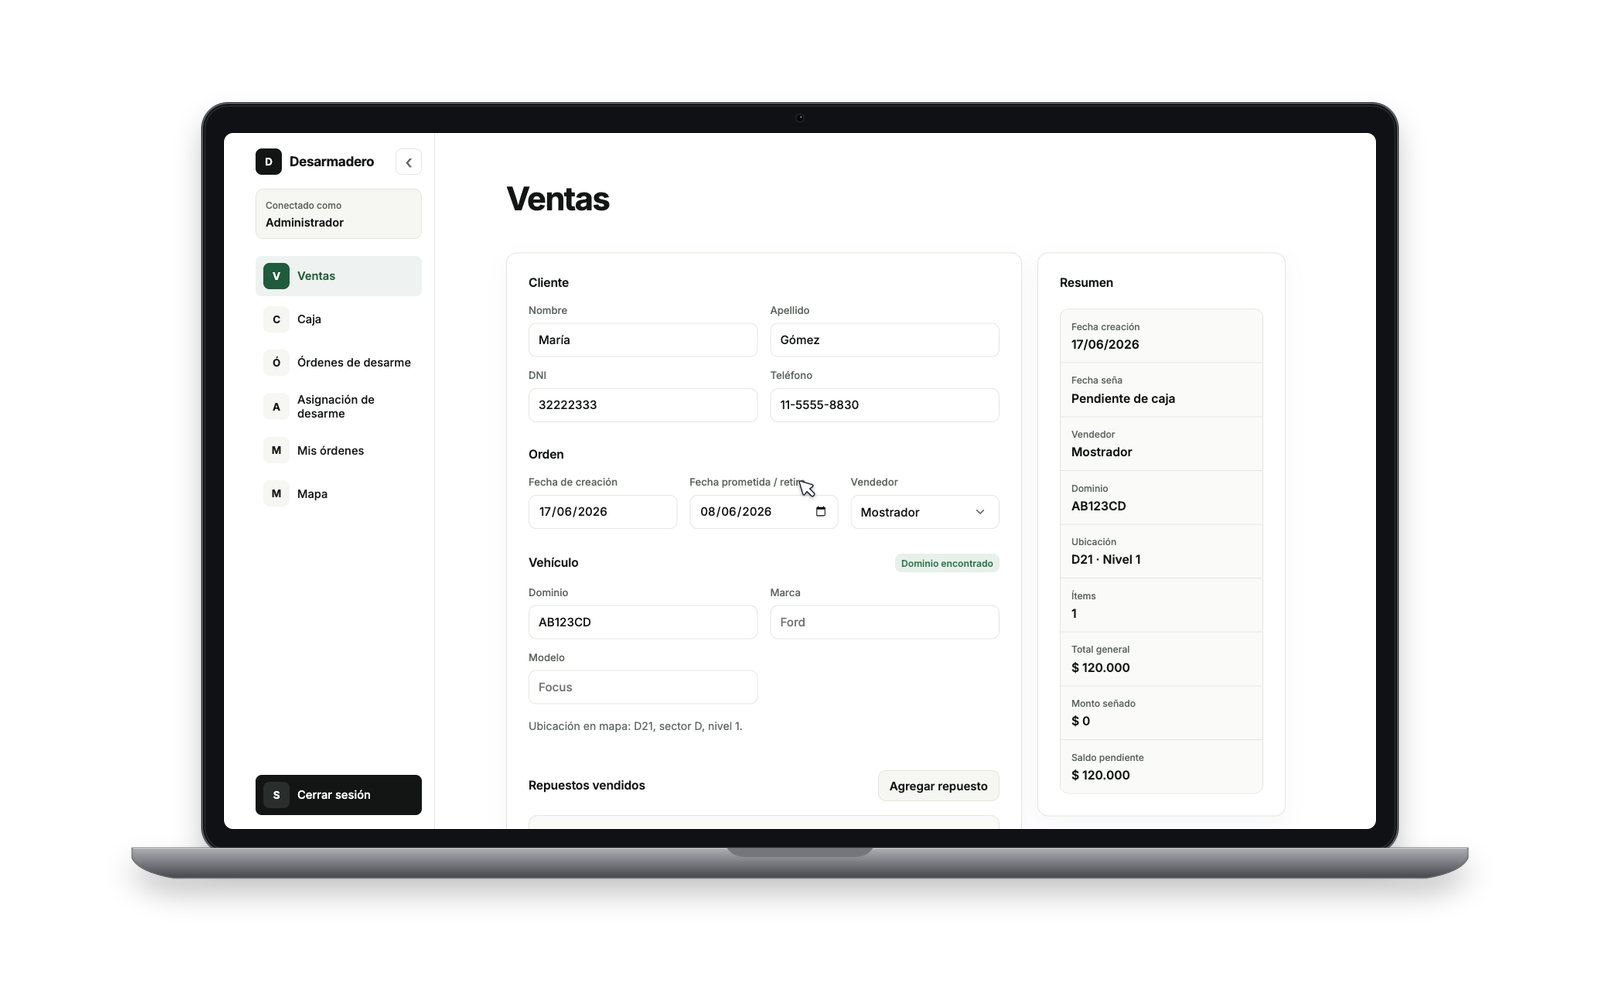 D Desarmadero
Conectado como
Administrador
V Ventas
C Caja
Ó Órdenes de desarme
A Asignación de
desarme
M Mis órdenes
M Mapa
S Cerrar sesión
Ventas
Cliente
Nombre Apellido
María Gómez
DNI Teléfono
32222333 11-5555-8830
Orden
Fecha de creación Fecha prometida / Vendedor
17/06/2026 08/06/2026 Mostrador
Vehículo Dominio encontrado
Dominio Marca
AB123CD Ford
Modelo
Focus
Ubicación en mapa: D21, sector D, nivel 1.
Repuestos vendidos Agregar repuesto
Resumen
Fecha creación
17/06/2026
Fecha seña
Pendiente de caja
Vendedor
Mostrador
Dominio
AB123CD
Ubicación
D21 · Nivel 1
Ítems
1
Total general
$ 120.000
Monto señado
$ 0
Saldo pendiente
$ 120.000